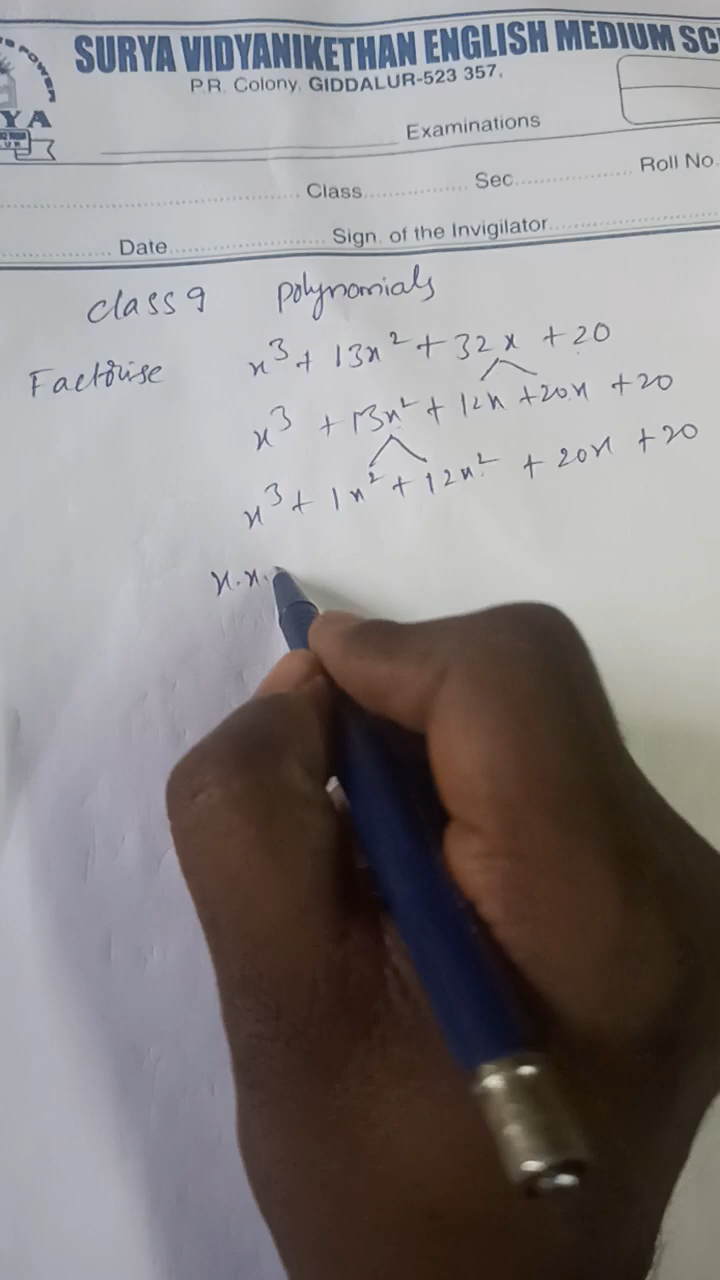 POWER
SURYA VIDYANIKETHAN ENGLISH MEDIUM
P.R. Colony, GIDDALUR-523 357.
YA
Examinations
Class Sec Roll No.
Date Sign. of the Invigilator
class 9 polynomials
Factorise x³ + 13x² + 32x + 20
x³ + 13x² + 12x + 20x + 20
x³ + 1x² + 12x² + 20x + 20
x.x.